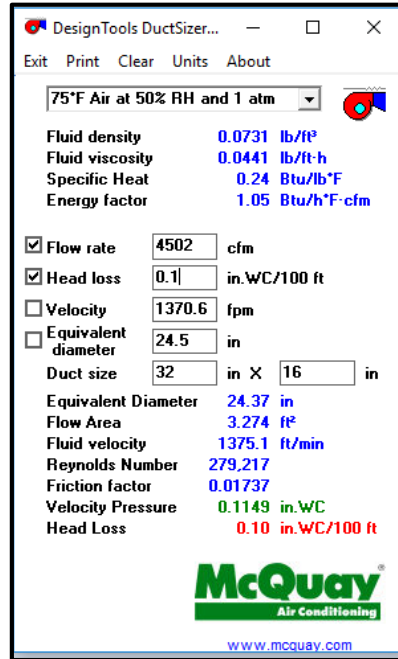 DesignTools DuctSizer...
Exit Print Clear Units About
75*F Air at 50% RH and 1 atm
Fluid density 0.0731 lb/ft³
Fluid viscosity 0.0441 lb/ft·h
Specific Heat 0.24 Btu/lb*F
Energy factor 1.05 Btu/h*F·cfm
Flow rate 4502 cfm
Head loss 0.1 in.WC/100 ft
Velocity 1370.6 fpm
Equivalent diameter 24.5 in
Duct size 32 in X 16 in
Equivalent Diameter 24.37 in
Flow Area 3.274 ft²
Fluid velocity 1375.1 ft/min
Reynolds Number 279,217
Friction factor 0.01737
Velocity Pressure 0.1149 in.WC
Head Loss 0.10 in.WC/100 ft
McQuay®
Air Conditioning
www.mcquay.com